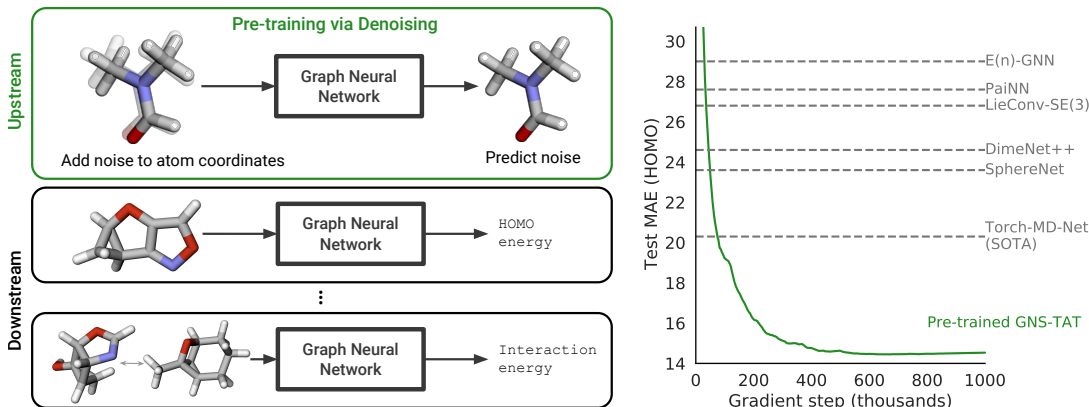 Upstream
Pre-training via Denoising
Graph Neural
Network
Add noise to atom coordinates
Predict noise
Downstream
Graph Neural
Network
HOMO
energy
Graph Neural
Network
Interaction
energy
Test MAE (HOMO)
30
28
26
24
22
20
18
16
14
E(n)-GNN
PaiNN
LieConv-SE(3)
DimeNet++
SphereNet
Torch-MD-Net
(SOTA)
Pre-trained GNS-TAT
0 200 400 600 800 1000
Gradient step (thousands)